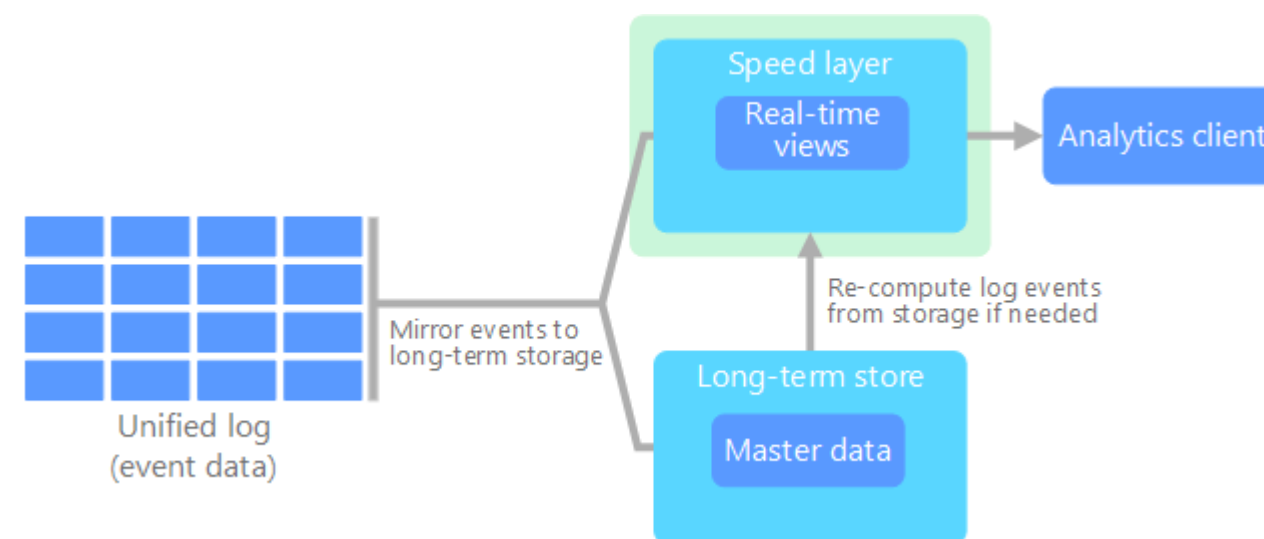 Speed layer
Real-time
views
Analytics client
Re-compute log events
from storage if needed
Mirror events to
long-term storage
Long-term store
Master data
Unified log
(event data)